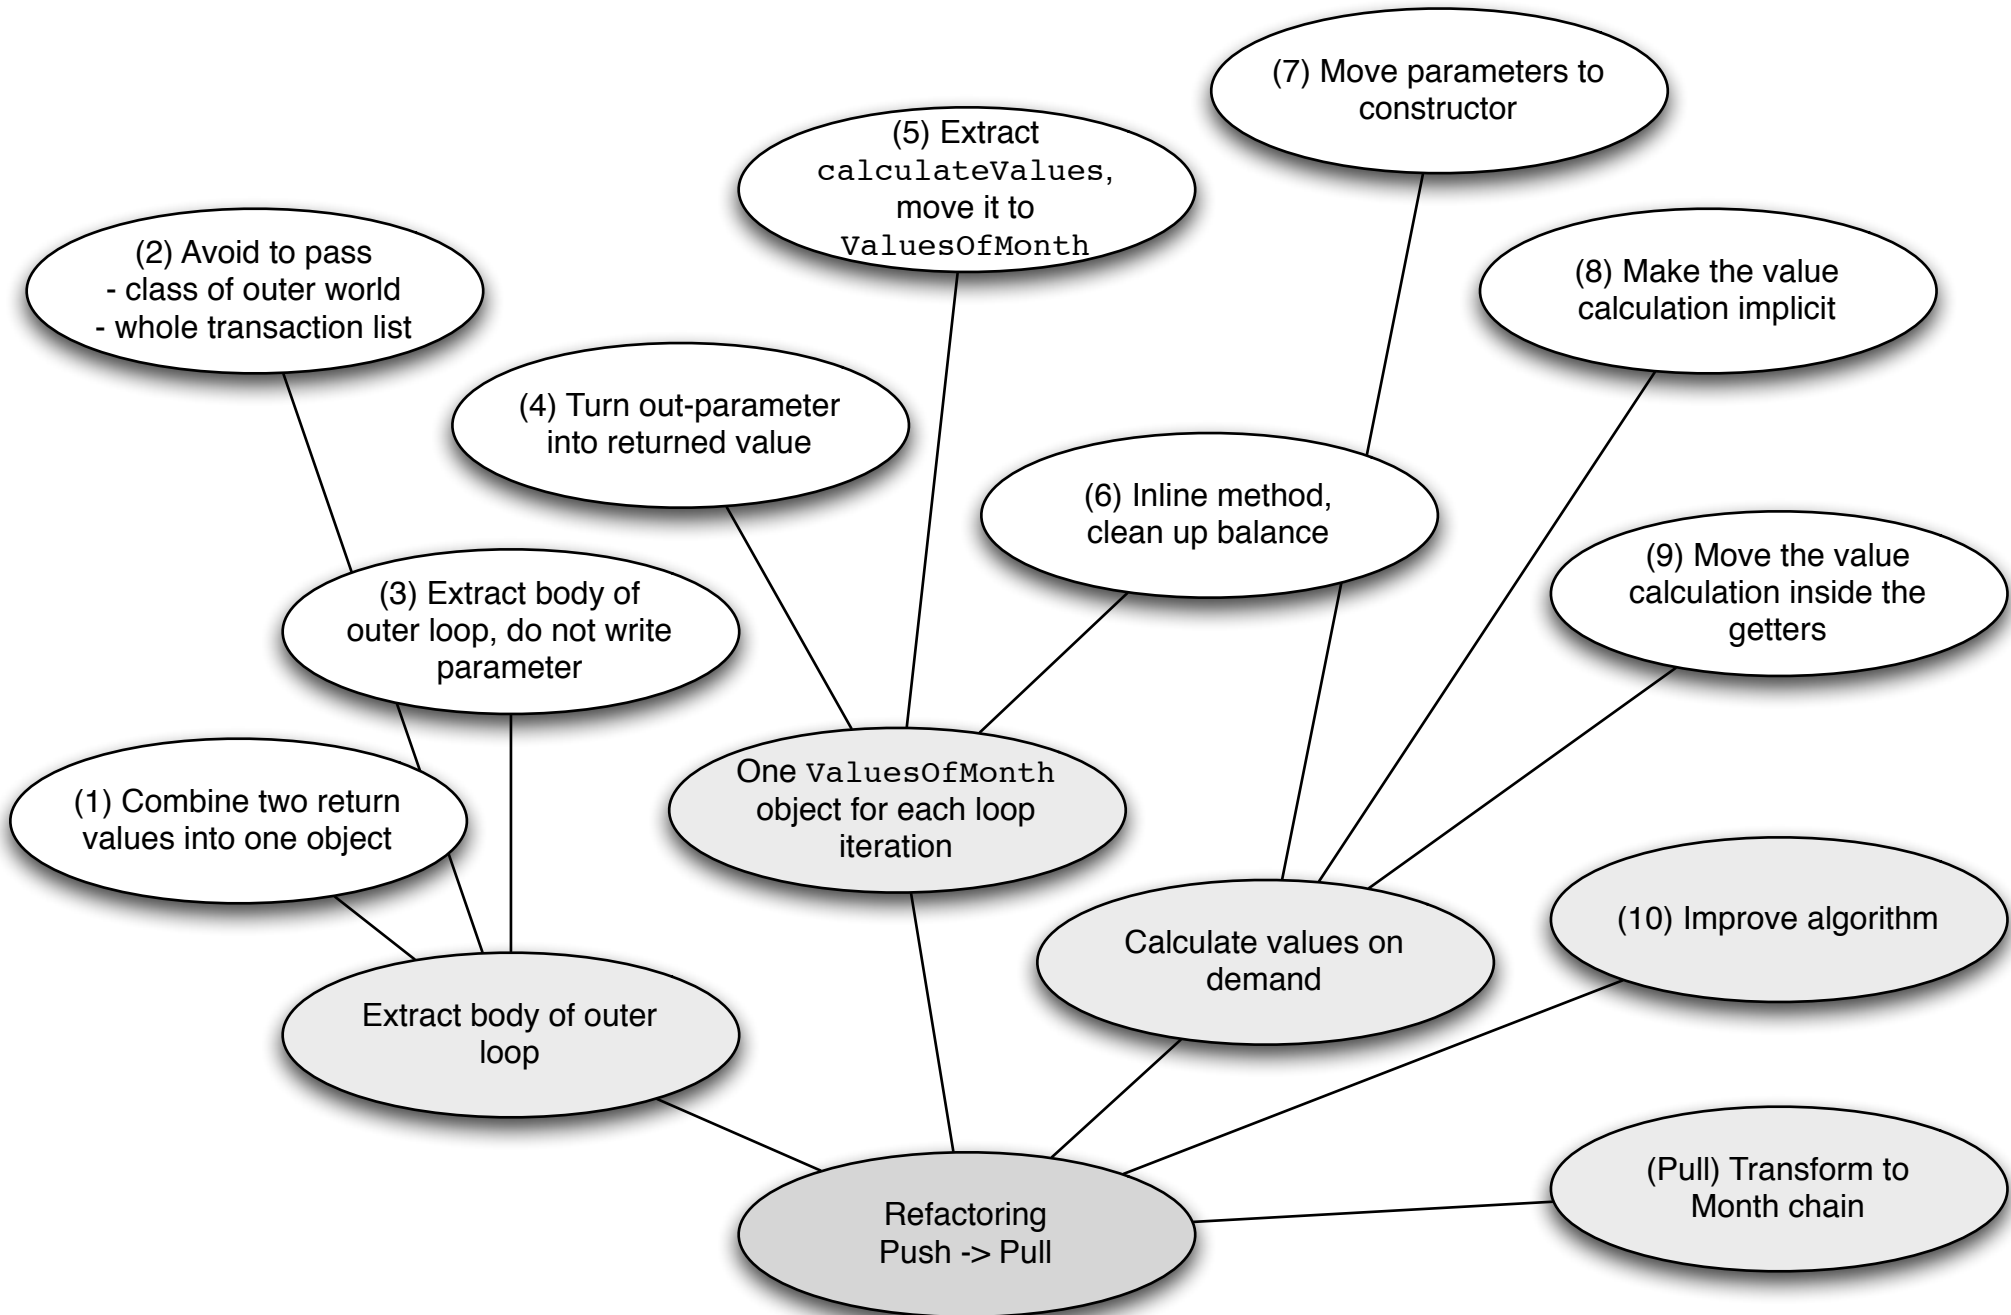 (7) Move parameters to
constructor
(5) Extract
calculateValues,
move it to
ValuesOfMonth
(2) Avoid to pass
- class of outer world
- whole transaction list
(8) Make the value
calculation implicit
(4) Turn out-parameter
into returned value
(6) Inline method,
clean up balance
(9) Move the value
calculation inside the
getters
(3) Extract body of
outer loop, do not write
parameter
One ValuesOfMonth
object for each loop
iteration
(1) Combine two return
values into one object
(10) Improve algorithm
Calculate values on
demand
Extract body of outer
loop
(Pull) Transform to
Month chain
Refactoring
Push -> Pull